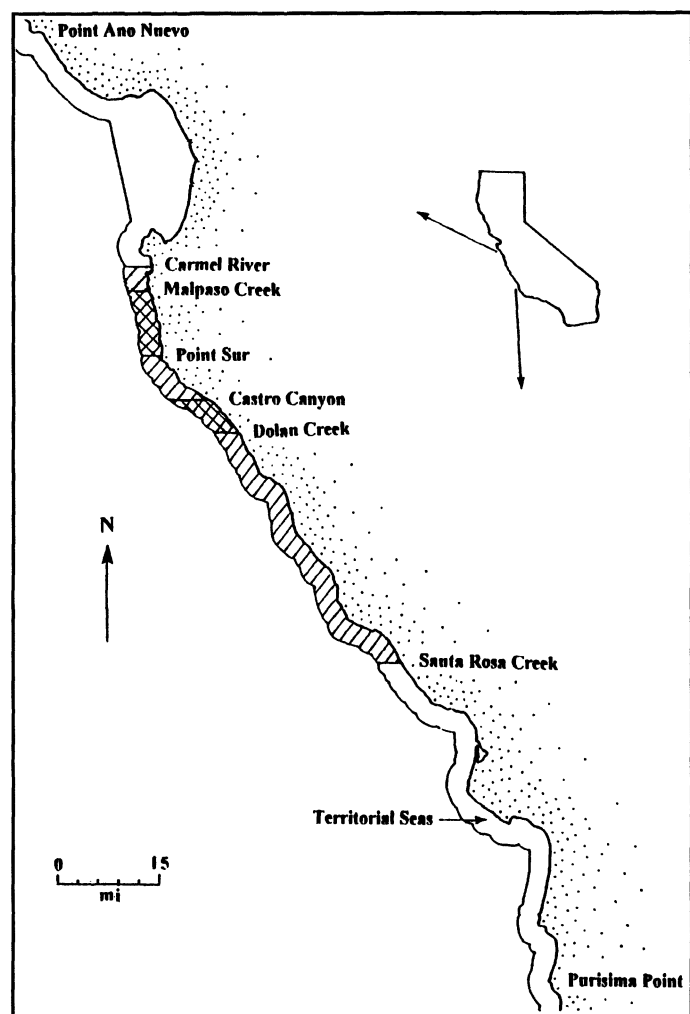 Point Ano Nuevo
Carmel River
Malpaso Creek
Point Sur
Castro Canyon
Dolan Creek
N
Santa Rosa Creek
Territorial Seas
0 15
mi
Purisima Point